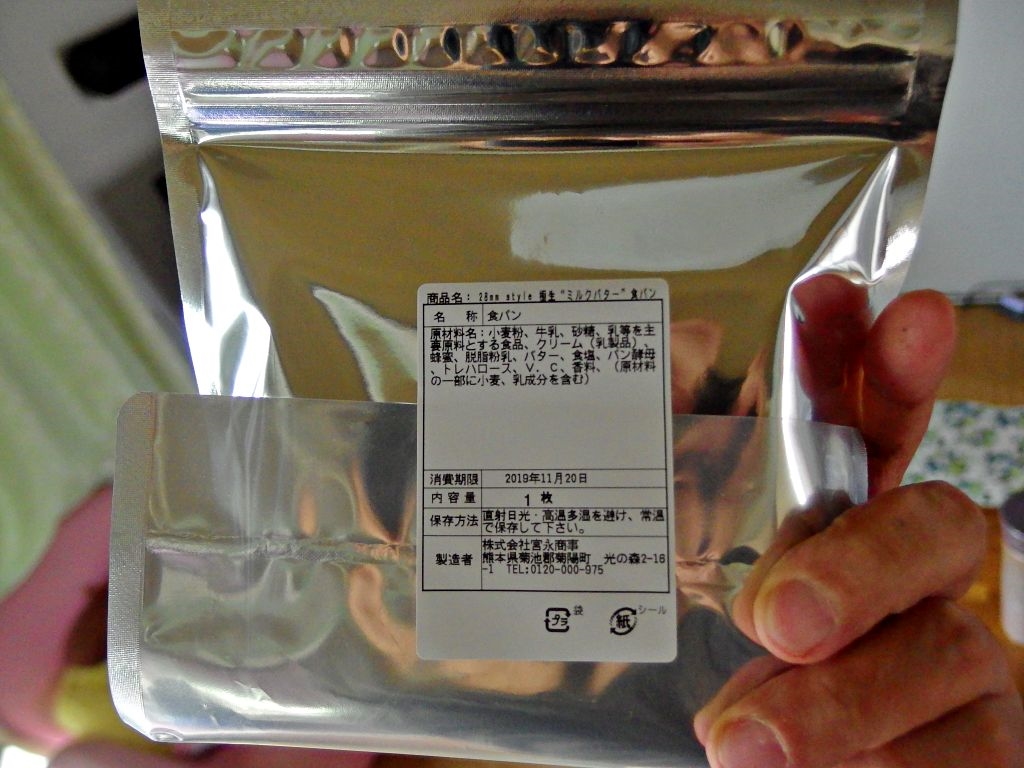 商品名: 28mm style 極生"ミルクバター"食パン
名 称 食パン
原材料名:小麦粉、牛乳、砂糖、乳等を主
要原料とする食品、クリーム(乳製品)、
蜂蜜、脱脂粉乳、バター、食塩、パン酵母
、トレハロース、V.C、香料、(原材料
の一部に小麦、乳成分を含む)
消費期限 2019年11月20日
内容量 1 枚
保存方法 直射日光・高温多湿を避け、常温
で保存して下さい。
製造者 株式会社宮永商事
熊本県菊池郡菊陽町 光の森2-16
-1 TEL:0120-000-975
プラ 袋
紙 シール